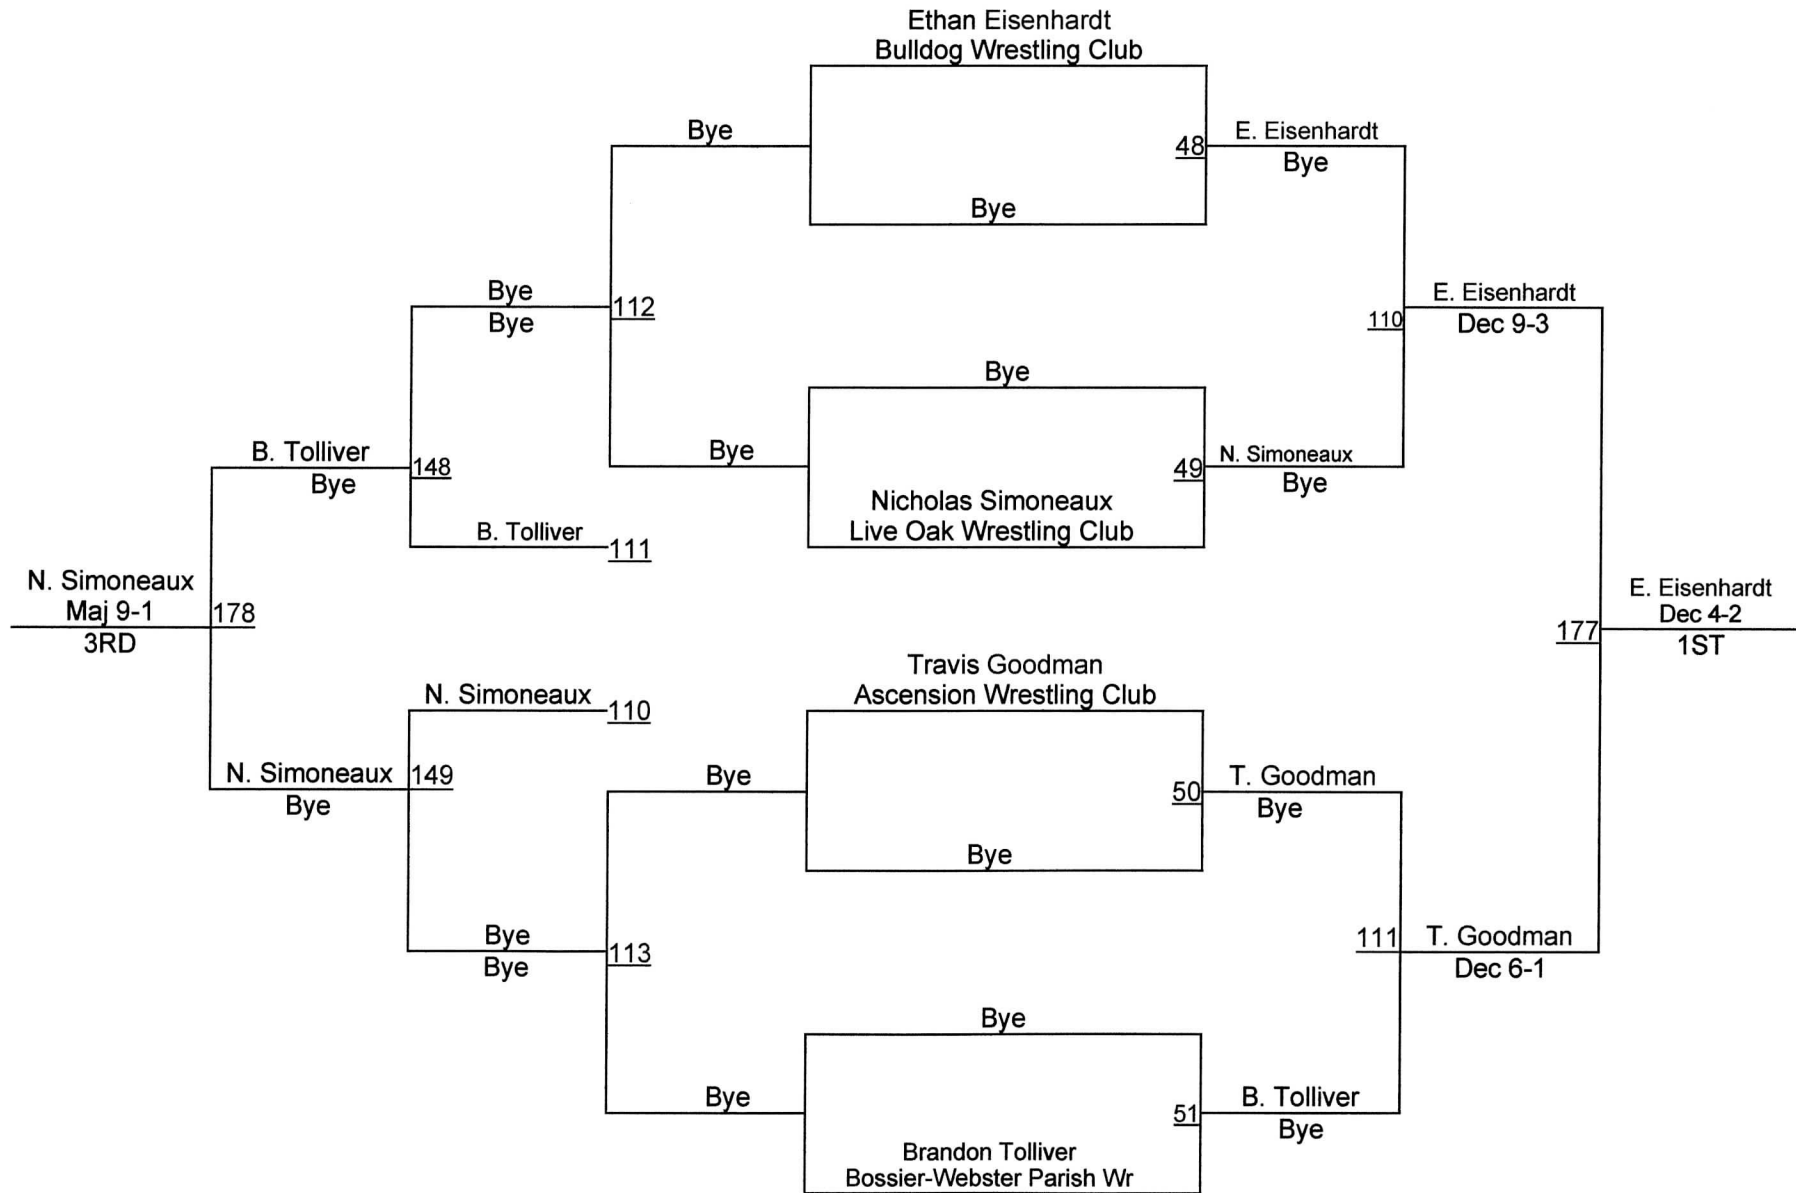 Ethan Eisenhardt
Bulldog Wrestling Club
Bye
48
E. Eisenhardt
Bye
Bye
Bye
Bye
112
110
E. Eisenhardt
Dec 9-3
Bye
B. Tolliver
Bye
148
Bye
49
N. Simoneaux
Bye
Nicholas Simoneaux
Live Oak Wrestling Club
B. Tolliver
111
N. Simoneaux
Maj 9-1
3RD
178
177
E. Eisenhardt
Dec 4-2
1ST
Travis Goodman
Ascension Wrestling Club
N. Simoneaux
110
N. Simoneaux
Bye
149
Bye
50
T. Goodman
Bye
Bye
Bye
Bye
113
111
T. Goodman
Dec 6-1
Bye
Bye
51
B. Tolliver
Bye
Brandon Tolliver
Bossier-Webster Parish Wr